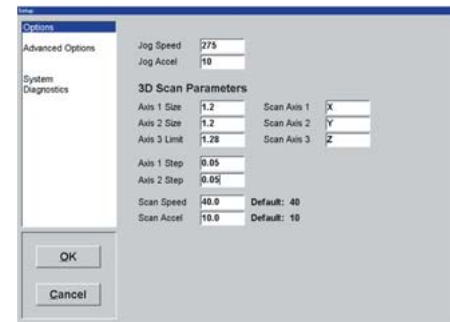 Setup
Options
Advanced Options
System
Diagnostics
Jog Speed 275
Jog Accel 10
3D Scan Parameters
Axis 1 Size 1.2 Scan Axis 1 X
Axis 2 Size 1.2 Scan Axis 2 Y
Axis 3 Limit 1.28 Scan Axis 3 Z
Axis 1 Step 0.05
Axis 2 Step 0.05
Scan Speed 40.0 Default: 40
Scan Accel 10.0 Default: 10
OK
Cancel